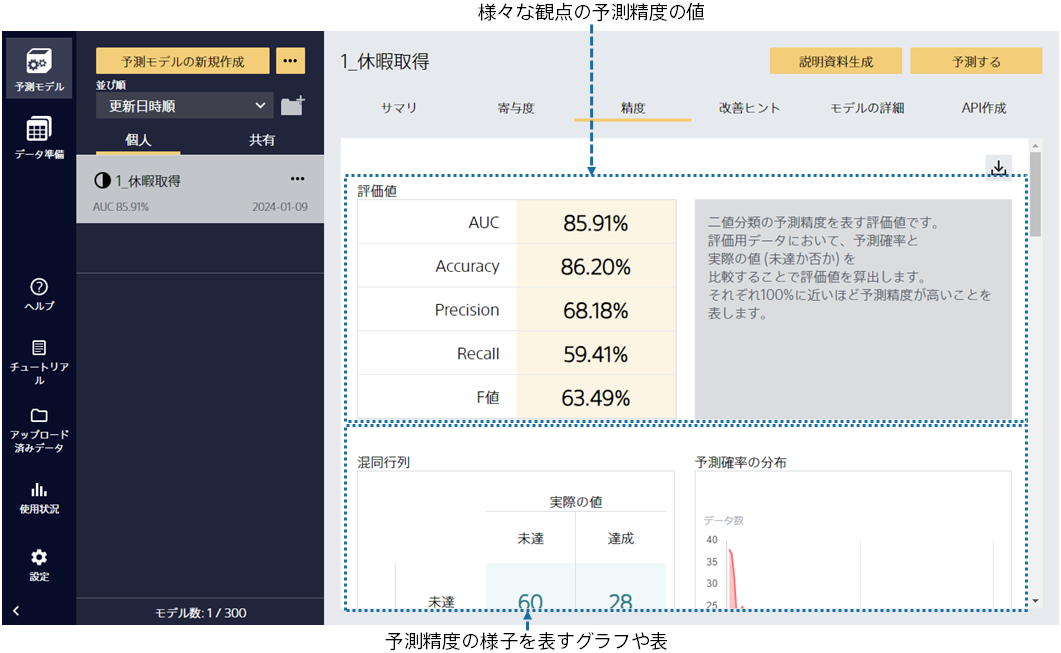 様々な観点の予測精度の値
予測モデル
データ準備
ヘルプ
チュートリア
ル
アップロード
済みデータ
使用状況
設定
予測モデルの新規作成
並び順
更新日時順
個人
共有
1_休暇取得
AUC 85.91%
2024-01-09
モデル数: 1 / 300
1_休暇取得
説明資料生成
予測する
サマリ
寄与度
精度
改善ヒント
モデルの詳細
API作成
評価値
AUC
85.91%
Accuracy
86.20%
Precision
68.18%
Recall
59.41%
F値
63.49%
二値分類の予測精度を表す評価値です。
評価用データにおいて、予測確率と
実際の値 (未達か否か) を
比較することで評価値を算出します。
それぞれ100%に近いほど予測精度が高いことを
表します。
混同行列
実際の値
未達
達成
未達
60
28
予測確率の分布
データ数
40
35
30
25
予測精度の様子を表すグラフや表